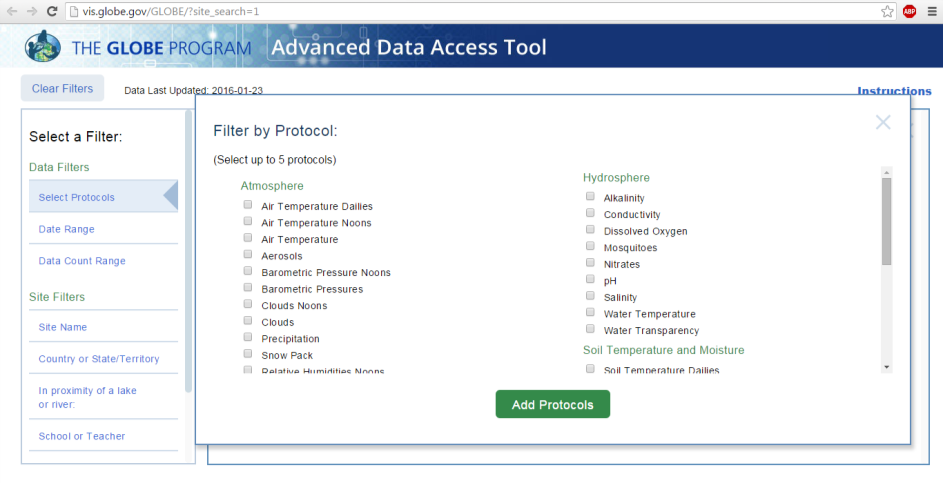 vis.globe.gov/GLOBE/?site_search=1
ABP
THE GLOBE PROGRAM Advanced Data Access Tool
Clear Filters
Data Last Updated: 2016-01-23
Instructions
Select a Filter:
Data Filters
Select Protocols
Date Range
Data Count Range
Site Filters
Site Name
Country or State/Territory
In proximity of a lake
or river:
School or Teacher
Filter by Protocol:
(Select up to 5 protocols)
Atmosphere
Air Temperature Dailies
Air Temperature Noons
Air Temperature
Aerosols
Barometric Pressure Noons
Barometric Pressures
Clouds Noons
Clouds
Precipitation
Snow Pack
Relative Humidities Noons
Hydrosphere
Alkalinity
Conductivity
Dissolved Oxygen
Mosquitoes
Nitrates
pH
Salinity
Water Temperature
Water Transparency
Soil Temperature and Moisture
Soil Temperature Dailies
Add Protocols